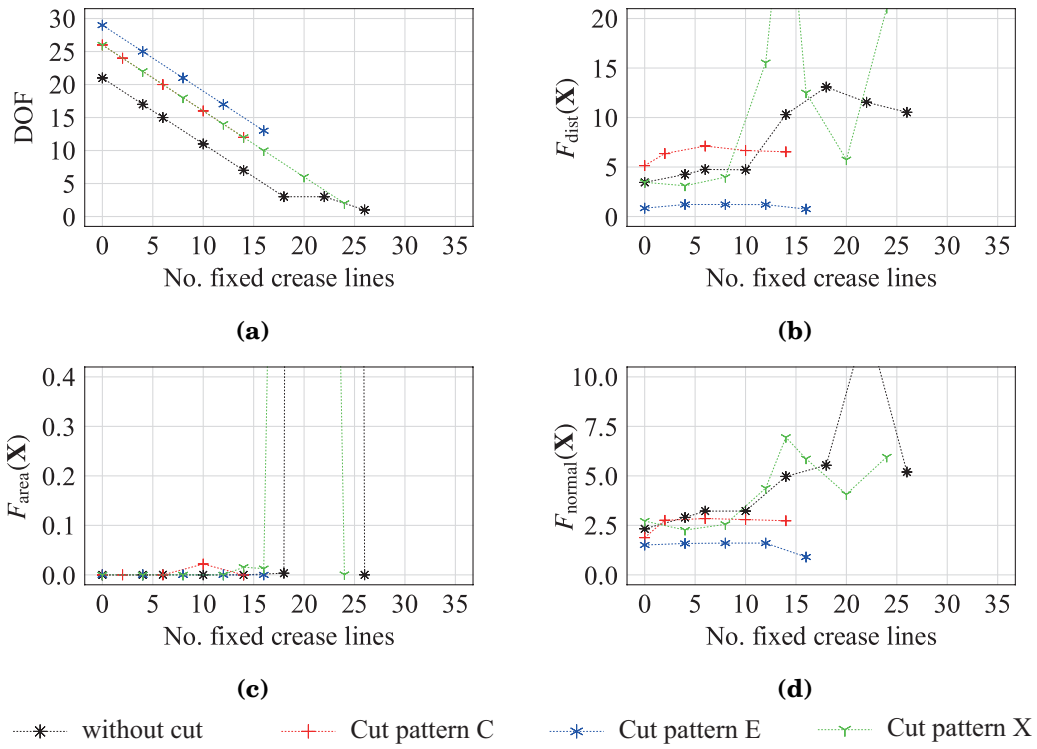 30
25
20
15
10
5
0
DOF
0 5 10 15 20 25 30 35
No. fixed crease lines
(a)
20
15
10
5
0
F_dist(X)
0 5 10 15 20 25 30 35
No. fixed crease lines
(b)
0.4
0.3
0.2
0.1
0.0
F_area(X)
0 5 10 15 20 25 30 35
No. fixed crease lines
(c)
10.0
7.5
5.0
2.5
0.0
F_normal(X)
0 5 10 15 20 25 30 35
No. fixed crease lines
(d)
without cut Cut pattern C Cut pattern E Cut pattern X